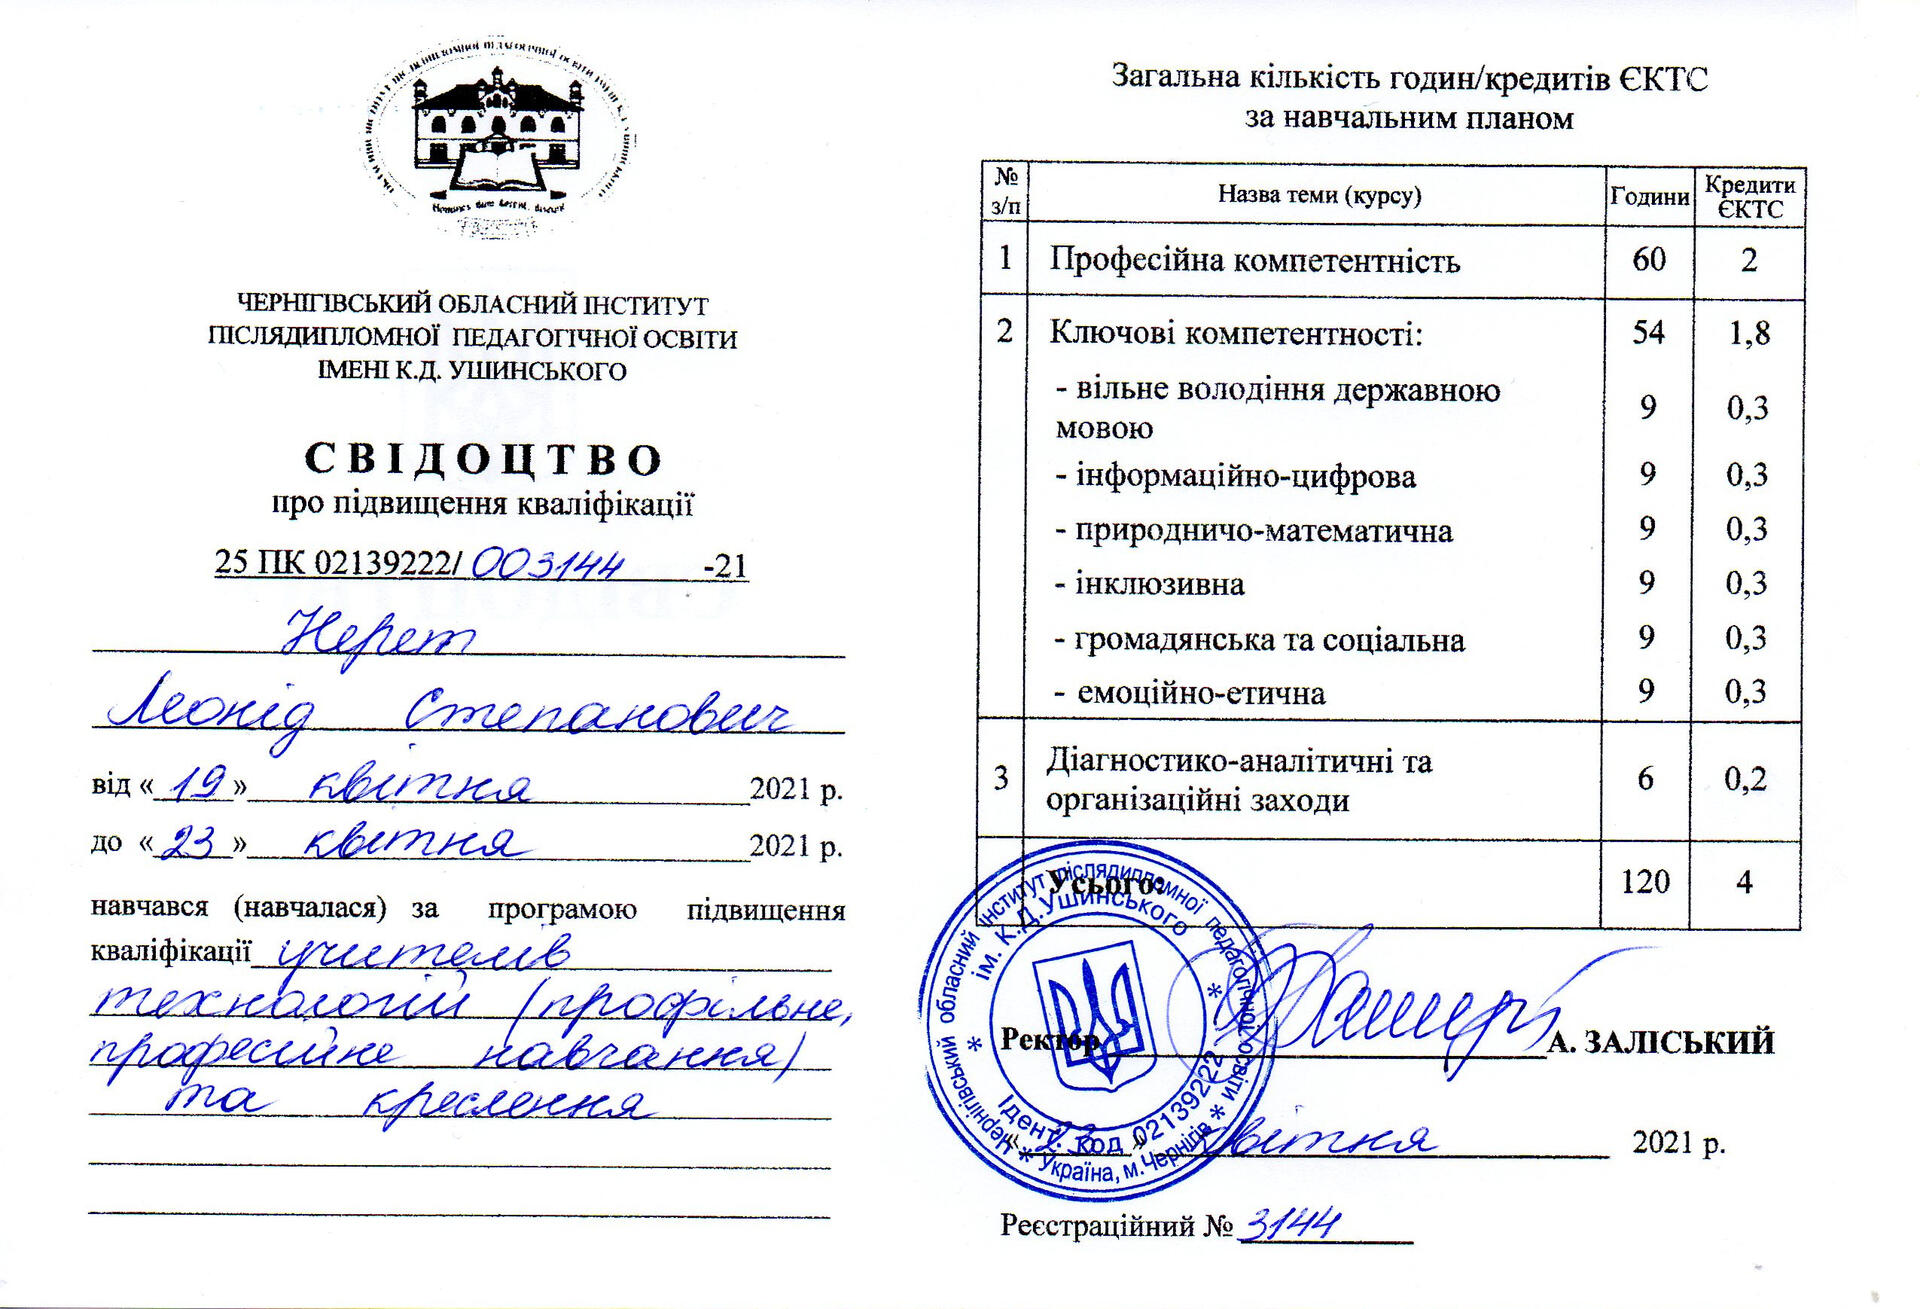 ЧЕРНІГІВСЬКИЙ ОБЛАСНИЙ ІНСТИТУТ
ПІСЛЯДИПЛОМНОЇ ПЕДАГОГІЧНОЇ ОСВІТИ
ІМЕНІ К.Д. УШИНСЬКОГО
СВІДОЦТВО
про підвищення кваліфікації
25 ПК 02139222/ 003144 -21
Нерет
Леонід Степанович
від « 19 » квітня 2021 р.
до « 23 » квітня 2021 р.
навчався (навчалася) за програмою підвищення
кваліфікації учителів
технологій (профільне,
професійне навчання)
та креслення
Загальна кількість годин/кредитів ЄКТС
за навчальним планом
№ з/п Назва теми (курсу) Години Кредити ЄКТС
1 Професійна компетентність 60 2
2 Ключові компетентності: 54 1,8
- вільне володіння державною
мовою 9 0,3
- інформаційно-цифрова 9 0,3
- природничо-математична 9 0,3
- інклюзивна 9 0,3
- громадянська та соціальна 9 0,3
- емоційно-етична 9 0,3
3 Діагностико-аналітичні та
організаційні заходи 6 0,2
Усього: 120 4
Чернігівський обласний інститут післядипломної педагогічної освіти
ім. К.Д.Ушинського
Ідент. код 02139222
* Україна, м.Чернігів *
Ректор А. ЗАЛІСЬКИЙ
« 23 » квітня 2021 р.
Реєстраційний № 3144